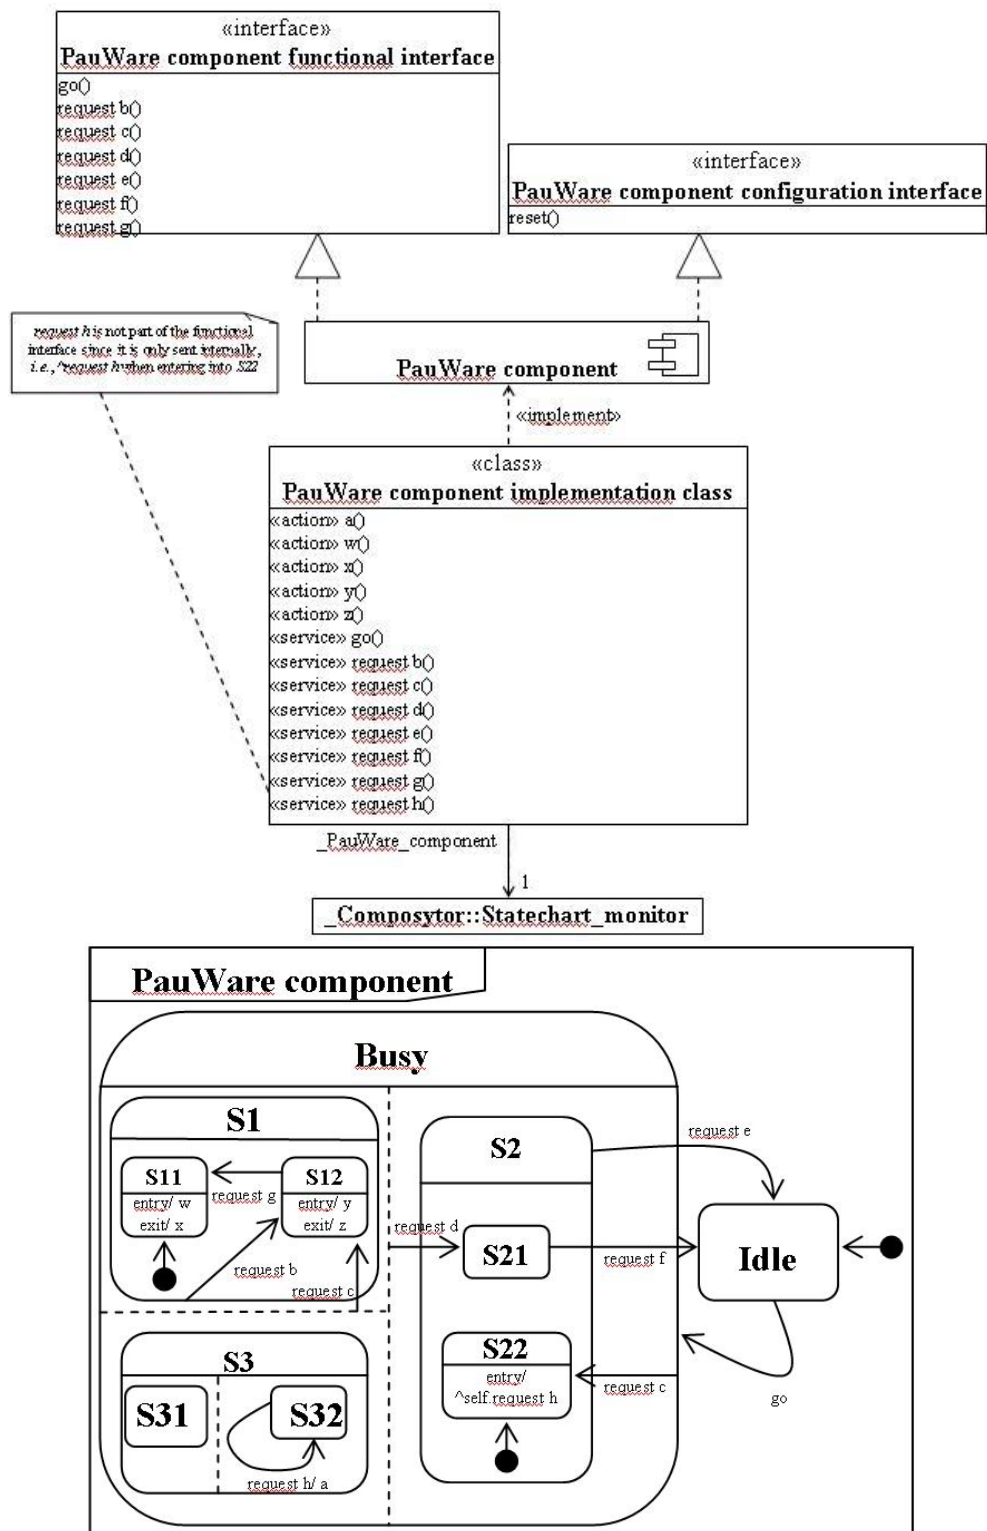 «interface»
PauWare component functional interface
go()
request b()
request c()
request d()
request e()
request f()
request g()
«interface»
PauWare component configuration interface
reset()
request h is not part of the functional
interface since it is only sent internally,
i.e., ^request h when entering into S22
PauWare component
«implement»
«class»
PauWare component implementation class
«action» a()
«action» w()
«action» x()
«action» y()
«action» z()
«service» go()
«service» request b()
«service» request c()
«service» request d()
«service» request e()
«service» request f()
«service» request g()
«service» request h()
_PauWare_component
1
_Composytor::Statechart_monitor
PauWare component
Busy
S1
S11
entry/ w
exit/ x
request g
S12
entry/ y
exit/ z
request b
request c
S2
request e
request d
S21
request f
Idle
S3
S31
S32
request h/ a
S22
entry/
^self.request h
request c
go